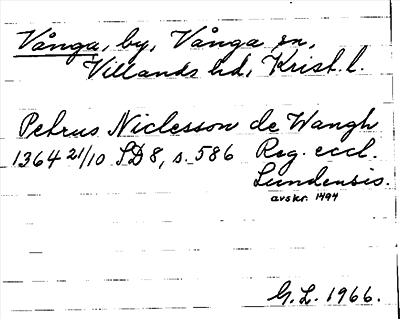 Vånga, by, Vånga sn,
Villands hd, Krist. l.
Petrus Niclesson de Wangh
1364 21/10 SD 8, s. 586 Reg. eccl.
Lundensis.
avskr. 1494
G.L. 1966.